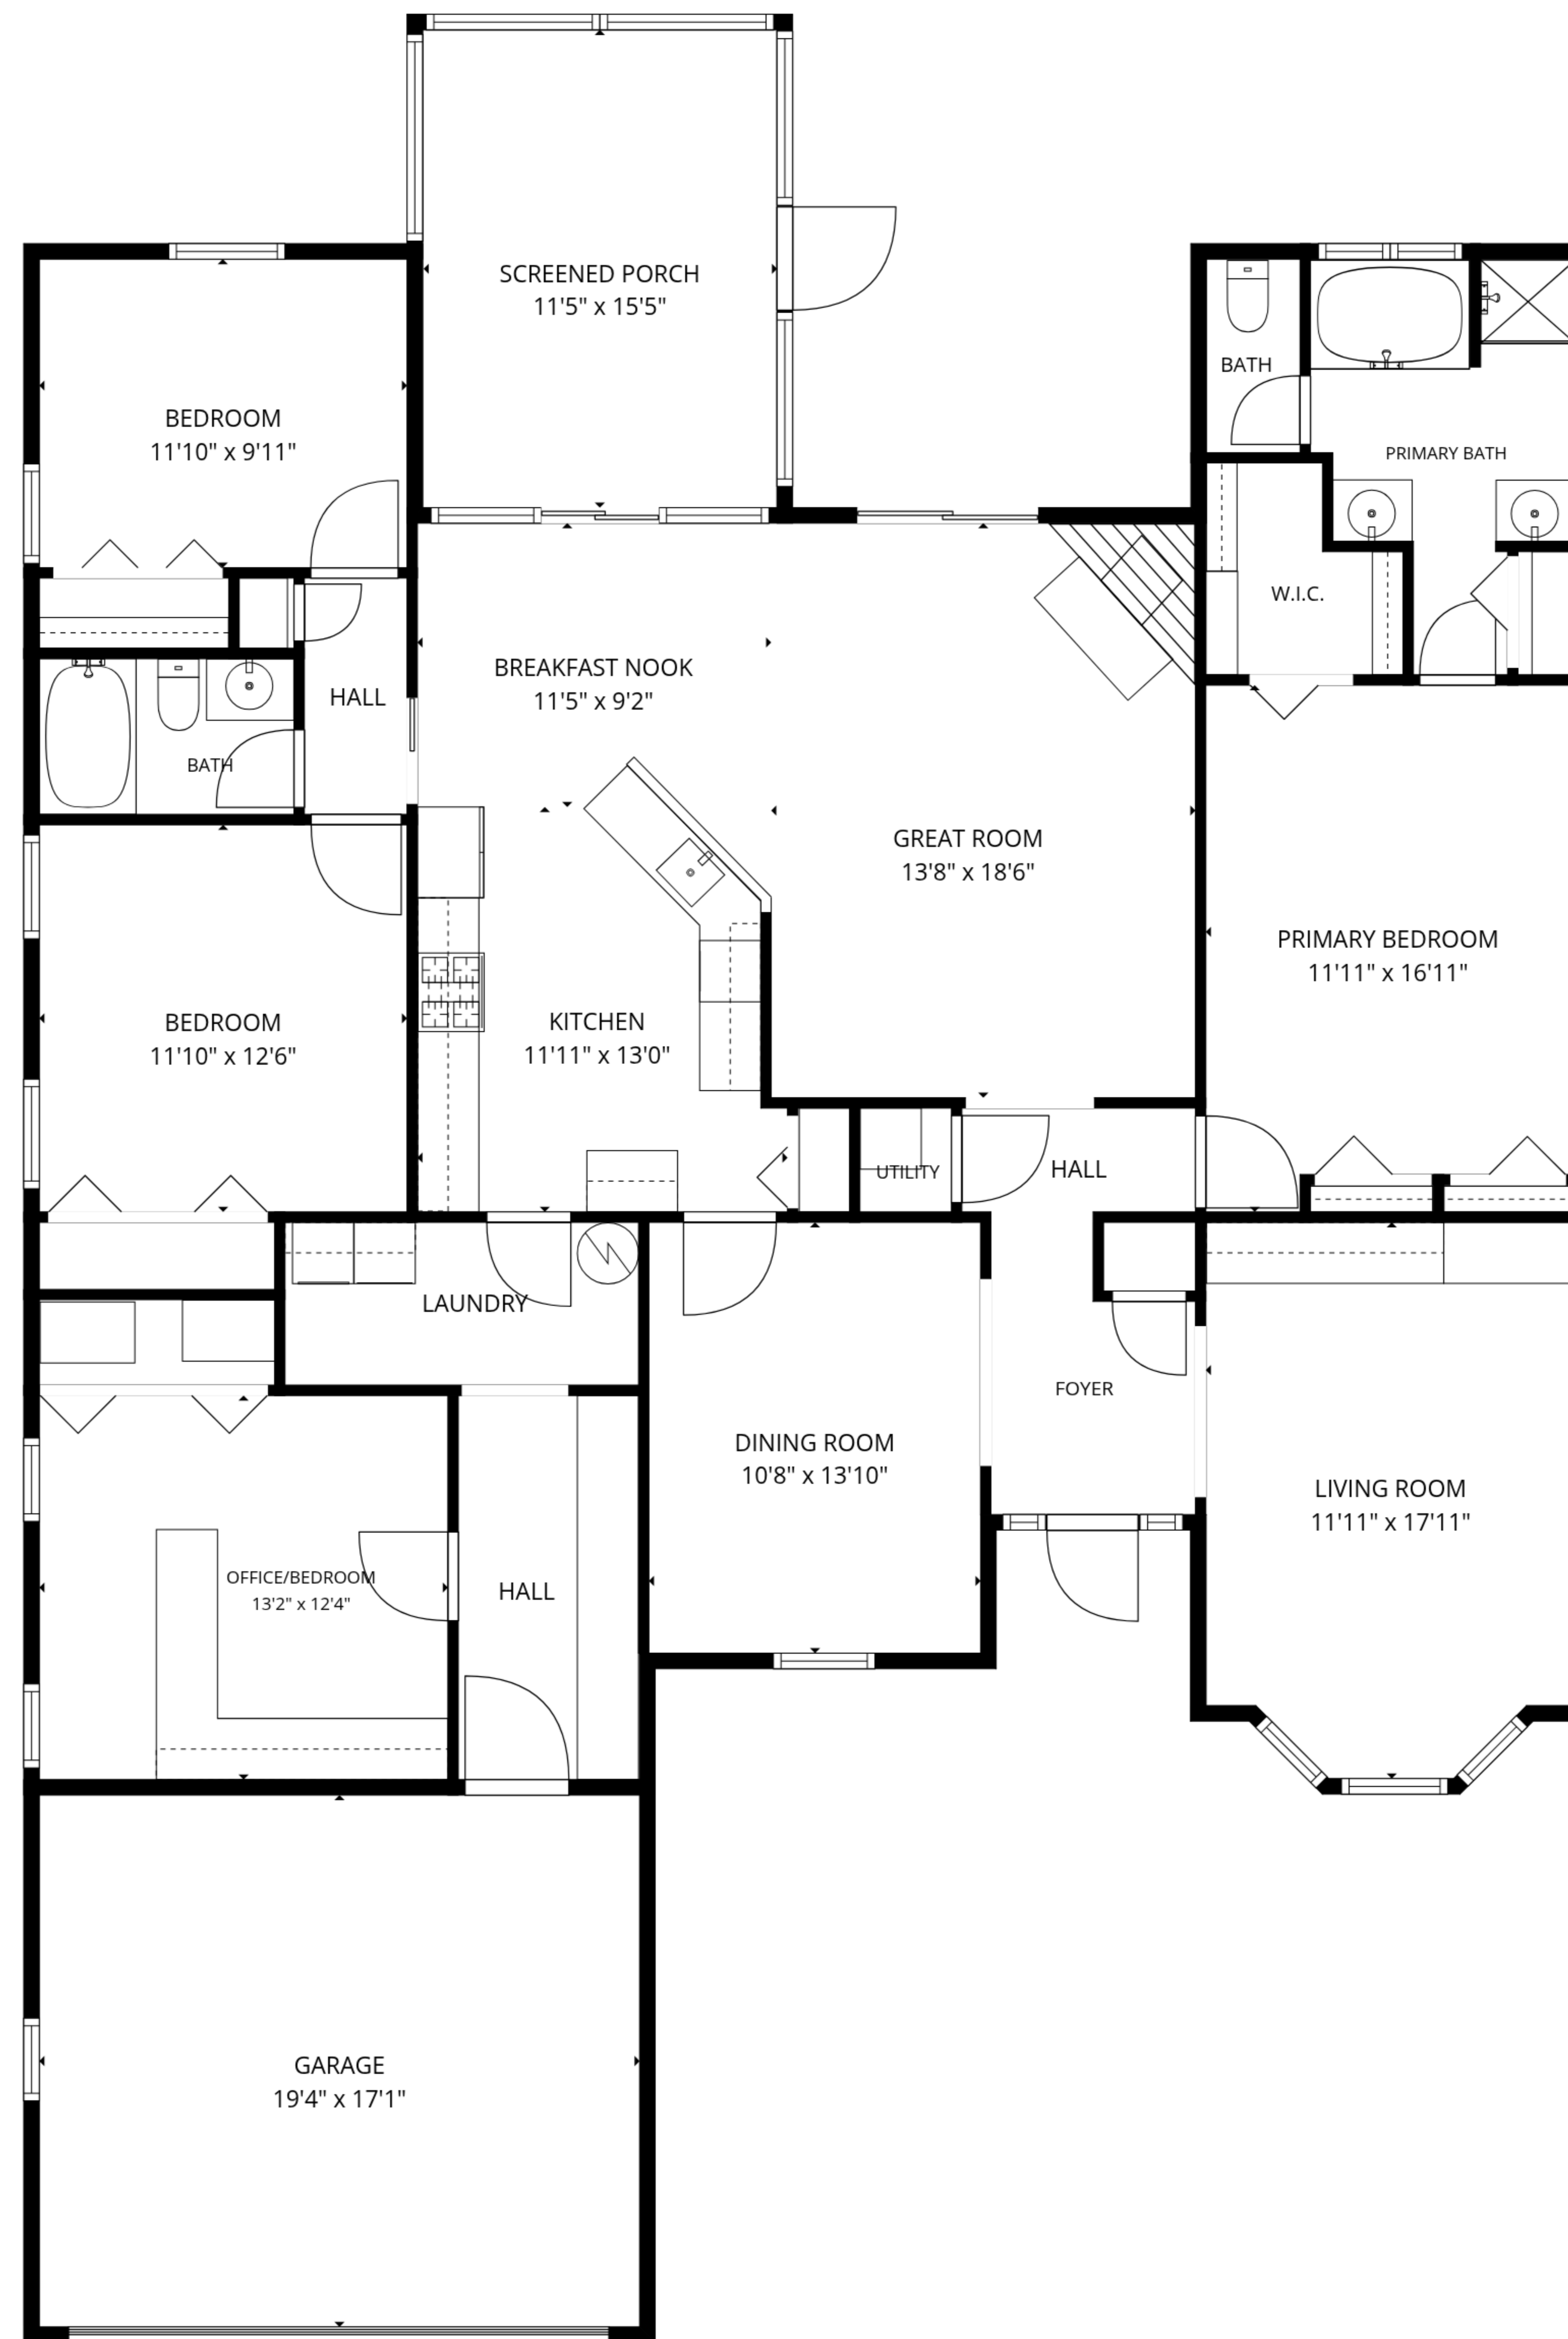 SCREENED PORCH
11'5" x 15'5"
BEDROOM
11'10" x 9'11"
BATH
PRIMARY BATH
W.I.C.
BREAKFAST NOOK
11'5" x 9'2"
HALL
BATH
GREAT ROOM
13'8" x 18'6"
PRIMARY BEDROOM
11'11" x 16'11"
BEDROOM
11'10" x 12'6"
KITCHEN
11'11" x 13'0"
UTILITY
HALL
LAUNDRY
FOYER
DINING ROOM
10'8" x 13'10"
LIVING ROOM
11'11" x 17'11"
OFFICE/BEDROOM
13'2" x 12'4"
HALL
GARAGE
19'4" x 17'1"